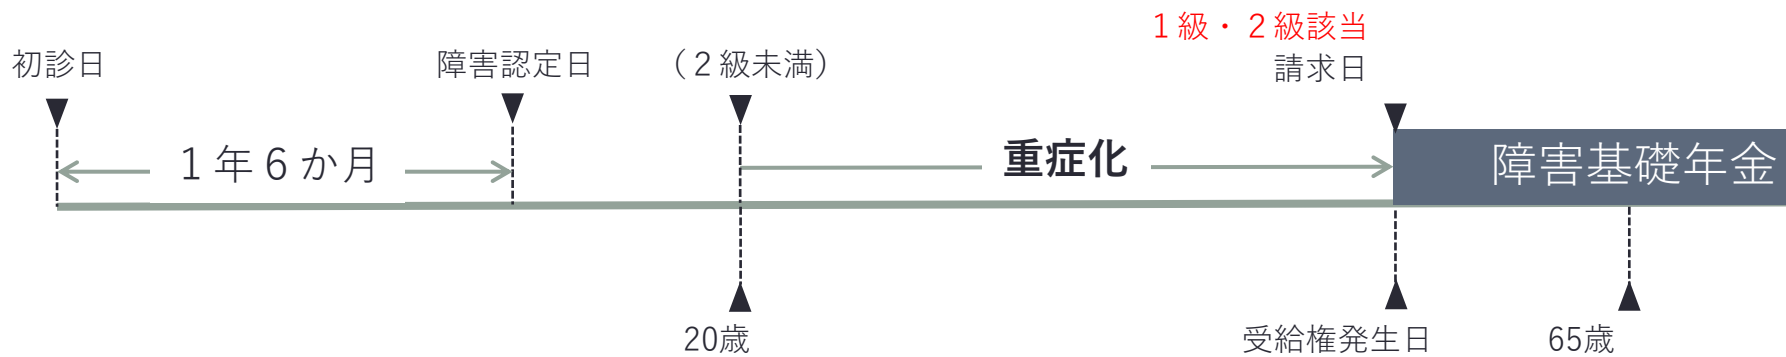 １級・２級該当
初診日
障害認定日
（２級未満）
請求日
１年６か月
重症化
障害基礎年金
20歳
受給権発生日
65歳